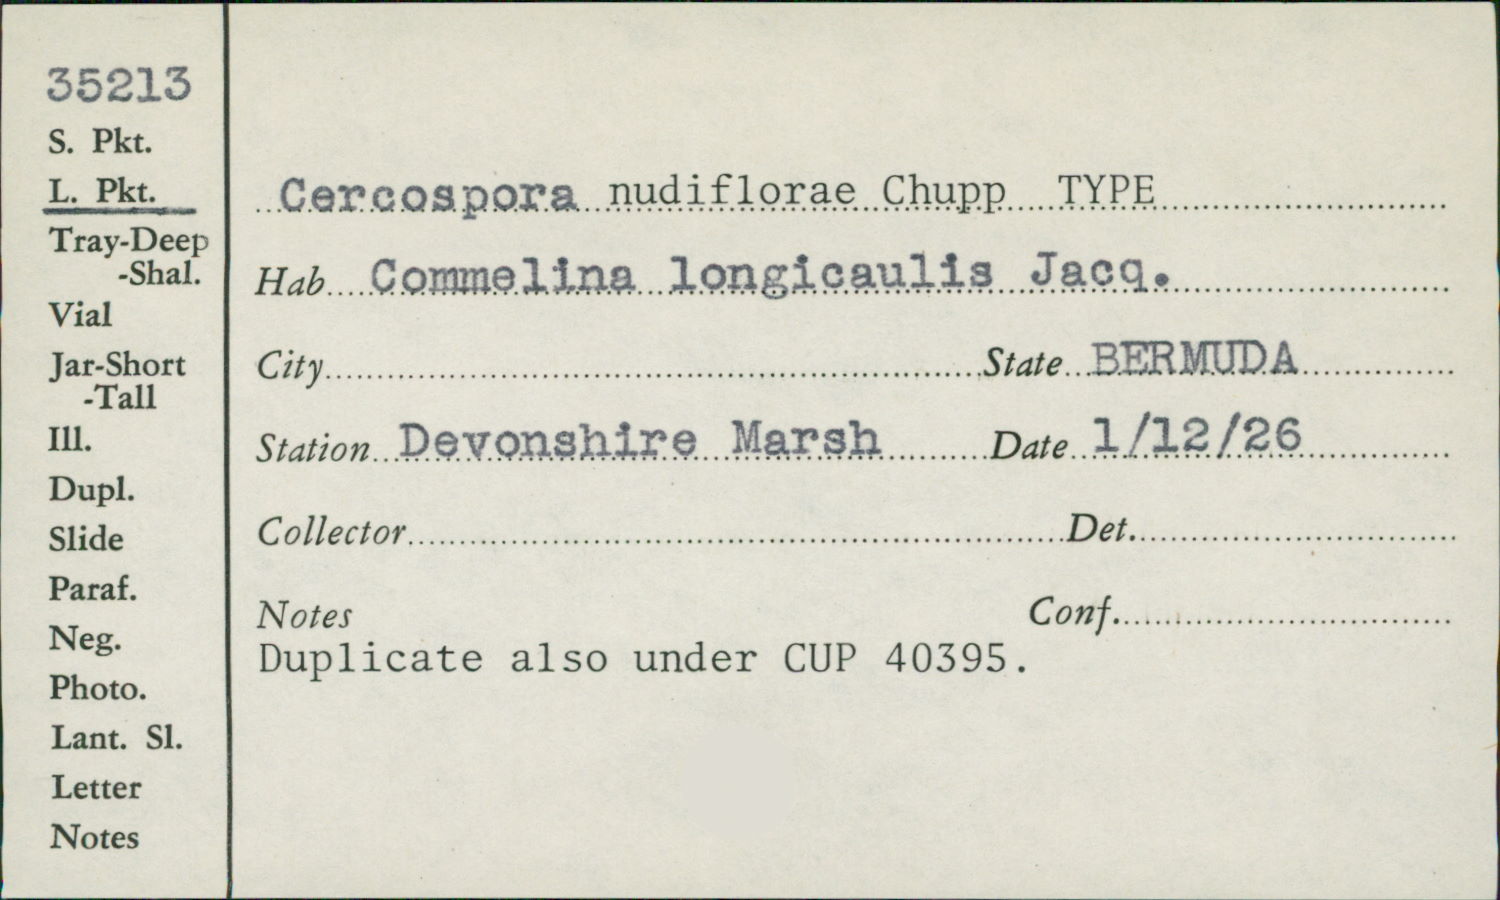 35213
S. Pkt.
L. Pkt.
Tray-Deep
-Shal.
Vial
Jar-Short
-Tall
Ill.
Dupl.
Slide
Paraf.
Neg.
Photo.
Lant. Sl.
Letter
Notes
Cercospora nudiflorae Chupp TYPE
Hab Commelina longicaulis Jacq.
City State BERMUDA
Station Devonshire Marsh Date 1/12/26
Collector Det.
Notes Conf.
Duplicate also under CUP 40395.